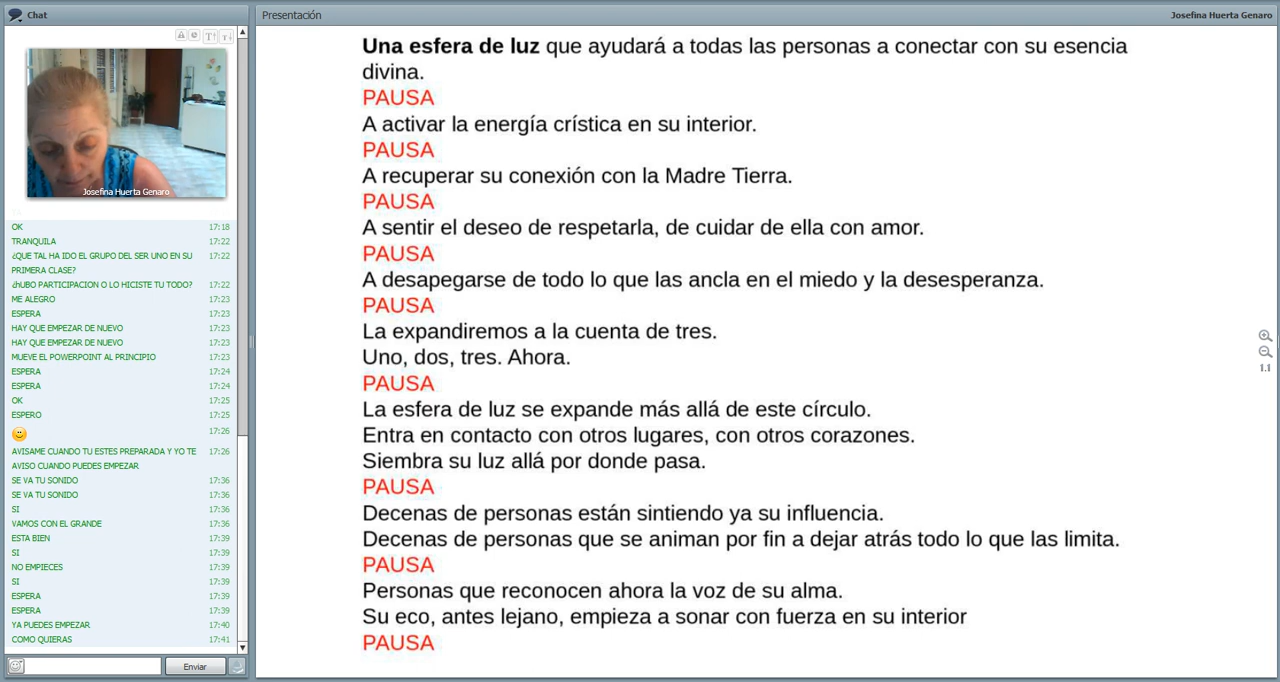 Chat
Josefina Huerta Genaro
OK 17:18
TRANQUILA 17:22
¿QUE TAL HA IDO EL GRUPO DEL SER UNO EN SU 17:22
PRIMERA CLASE?
¿hUBO PARTICIPACION O LO HICISTE TU TODO? 17:22
ME ALEGRO 17:23
ESPERA 17:23
HAY QUE EMPEZAR DE NUEVO 17:23
HAY QUE EMPEZAR DE NUEVO 17:23
MUEVE EL POWERPOINT AL PRINCIPIO 17:23
ESPERA 17:24
ESPERA 17:24
OK 17:25
ESPERO 17:25
17:26
AVISAME CUANDO TU ESTES PREPARADA Y YO TE 17:26
AVISO CUANDO PUEDES EMPEZAR
SE VA TU SONIDO 17:36
SE VA TU SONIDO 17:36
SI 17:36
VAMOS CON EL GRANDE 17:36
ESTA BIEN 17:39
SI 17:39
NO EMPIECES 17:39
SI 17:39
ESPERA 17:39
ESPERA 17:39
YA PUEDES EMPEZAR 17:40
COMO QUIERAS 17:41
Enviar
Presentación
Josefina Huerta Genaro
Una esfera de luz que ayudará a todas las personas a conectar con su esencia
divina.
PAUSA
A activar la energía crística en su interior.
PAUSA
A recuperar su conexión con la Madre Tierra.
PAUSA
A sentir el deseo de respetarla, de cuidar de ella con amor.
PAUSA
A desapegarse de todo lo que las ancla en el miedo y la desesperanza.
PAUSA
La expandiremos a la cuenta de tres.
Uno, dos, tres. Ahora.
PAUSA
La esfera de luz se expande más allá de este círculo.
Entra en contacto con otros lugares, con otros corazones.
Siembra su luz allá por donde pasa.
PAUSA
Decenas de personas están sintiendo ya su influencia.
Decenas de personas que se animan por fin a dejar atrás todo lo que las limita.
PAUSA
Personas que reconocen ahora la voz de su alma.
Su eco, antes lejano, empieza a sonar con fuerza en su interior
PAUSA
1.1